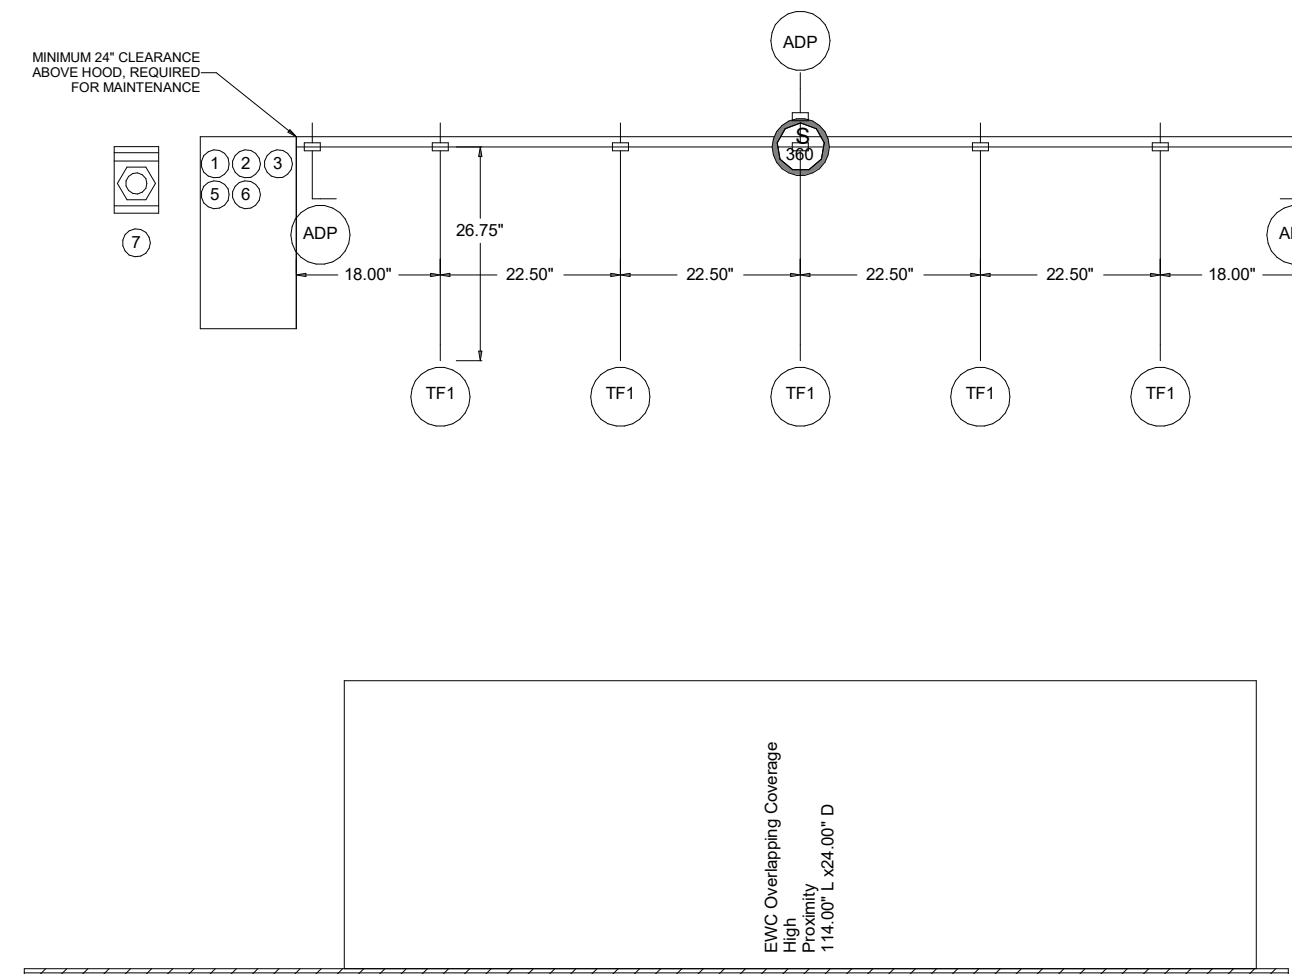 ADP
MINIMUM 24" CLEARANCE
ABOVE HOOD, REQUIRED
FOR MAINTENANCE
S
360
1 2 3
5 6
7
ADP
26.75"
18.00" 22.50" 22.50" 22.50" 22.50" 18.00"
TF1 TF1 TF1 TF1 TF1
EWC Overlapping Coverage
High
Proximity
114.00" L x24.00" D